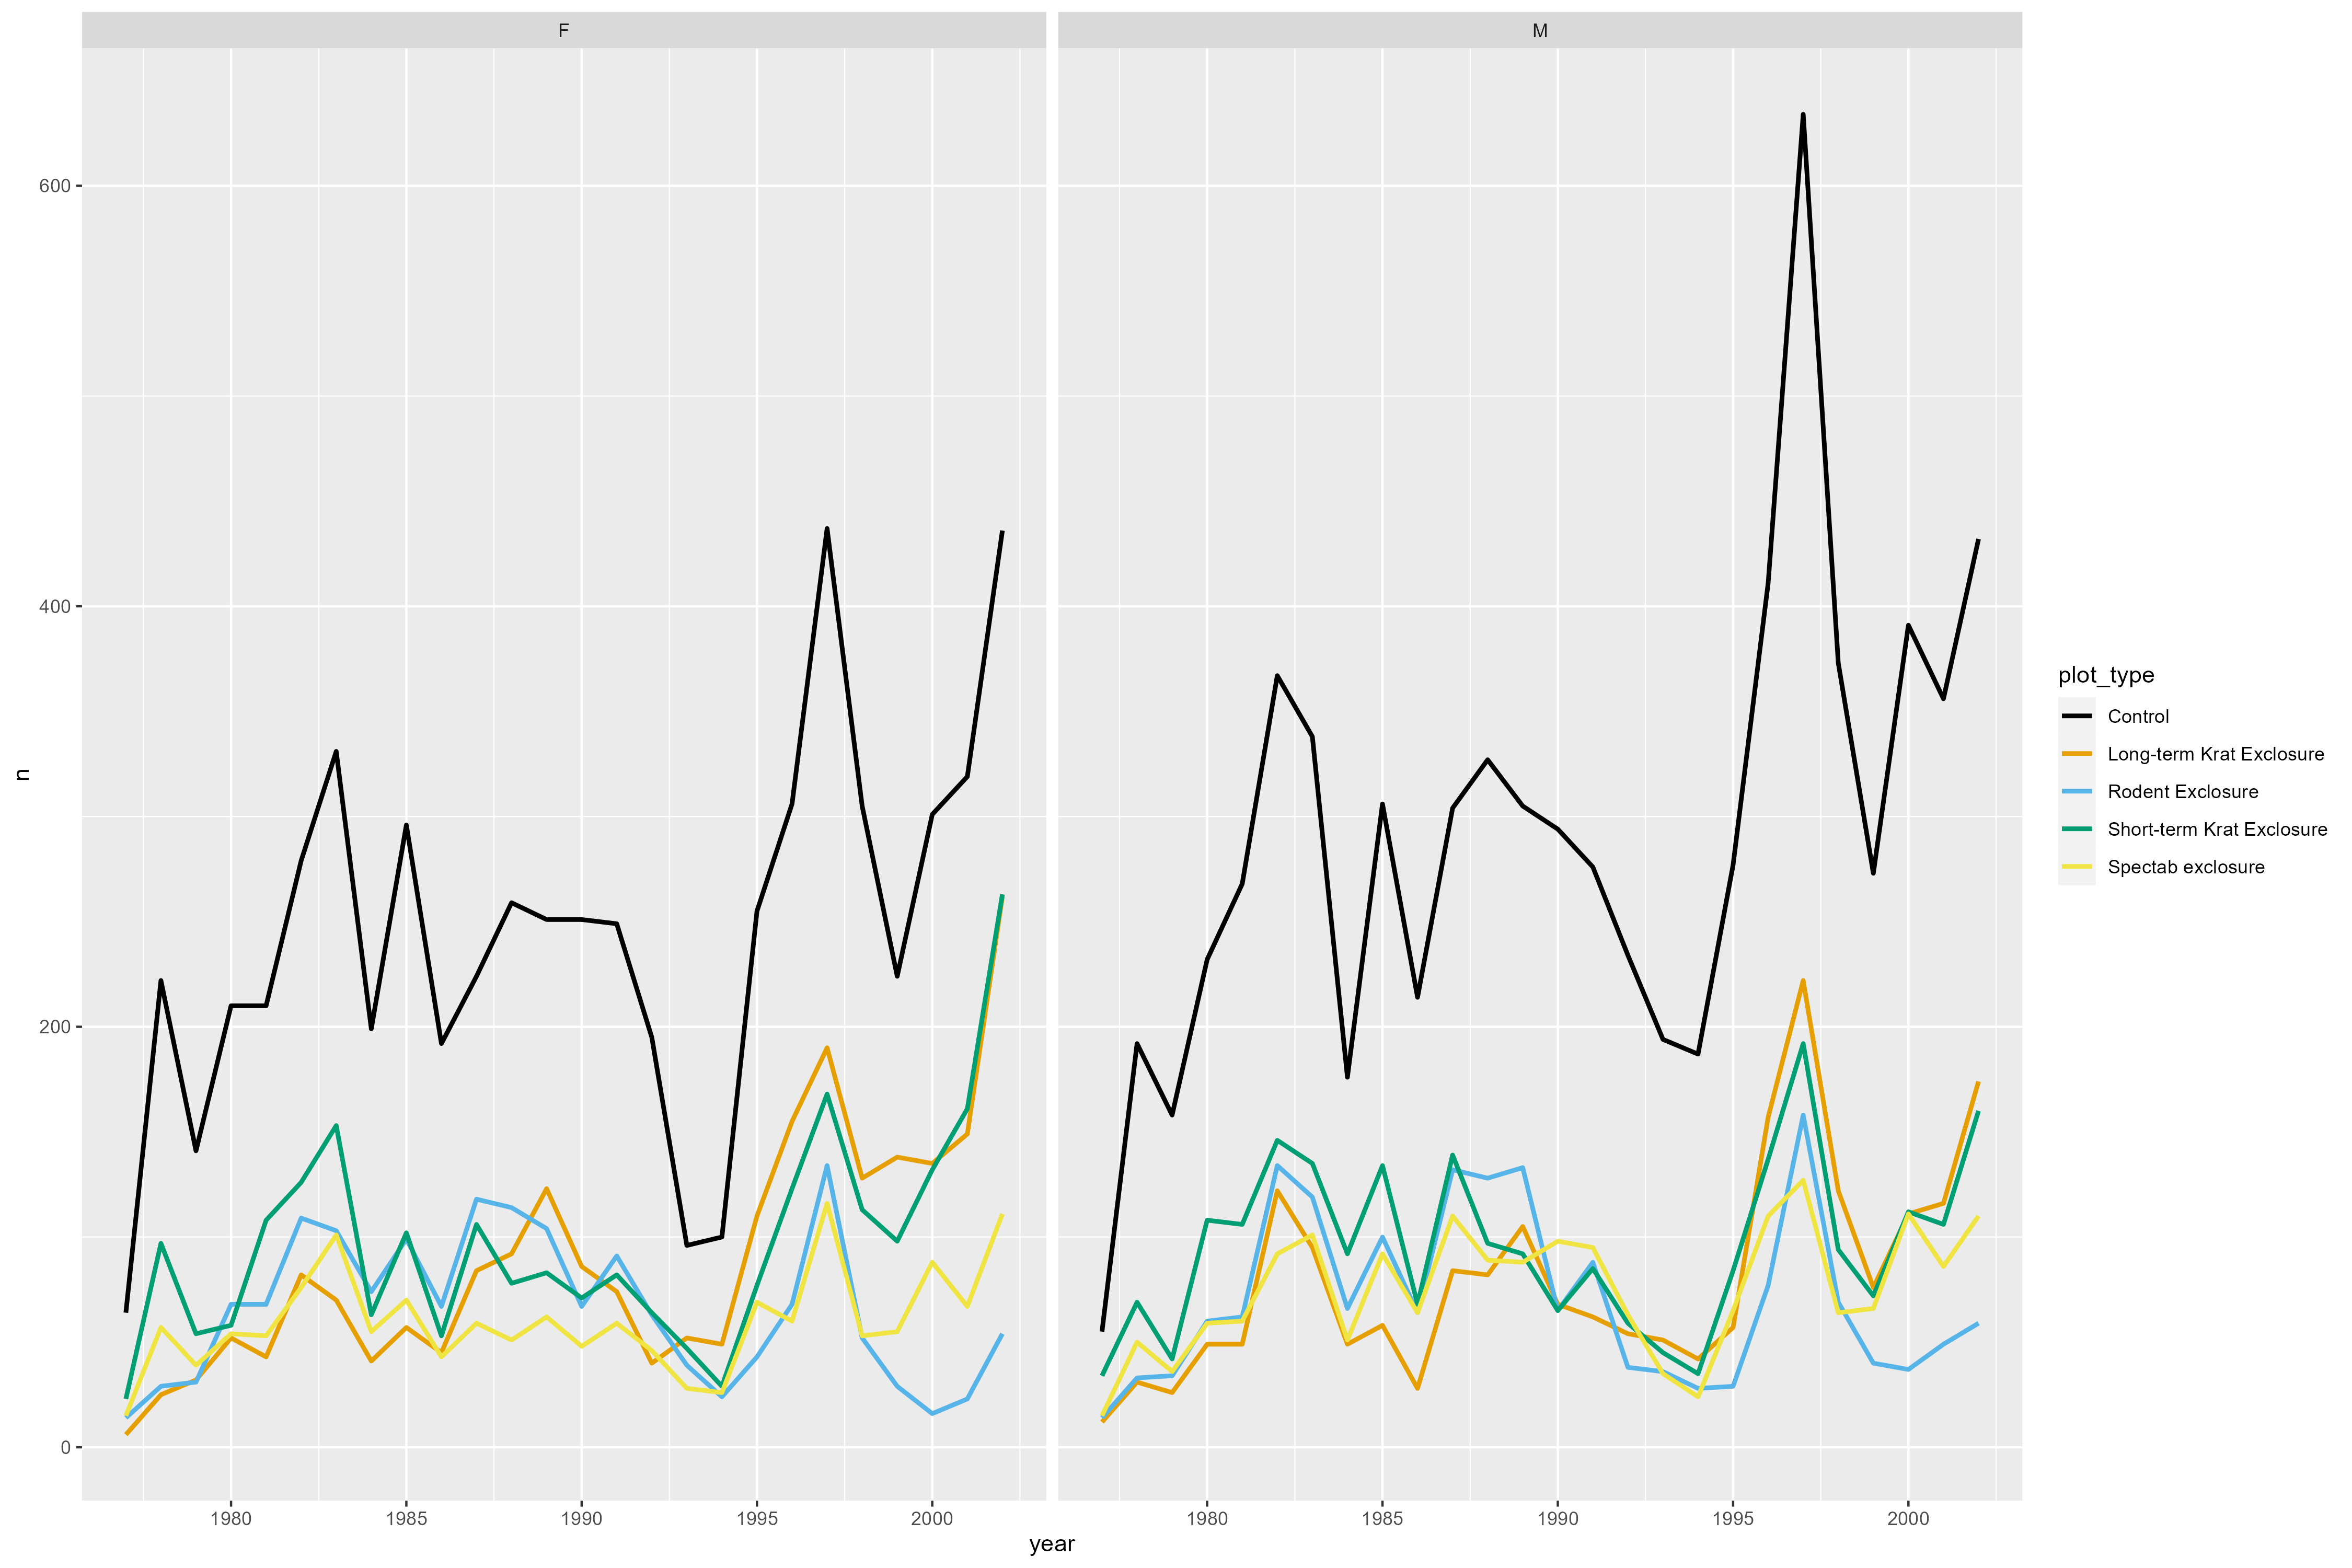 F
M
600
400
200
0
n
1980
1985
1990
1995
2000
1980
1985
1990
1995
2000
year
plot_type
Control
Long-term Krat Exclosure
Rodent Exclosure
Short-term Krat Exclosure
Spectab exclosure